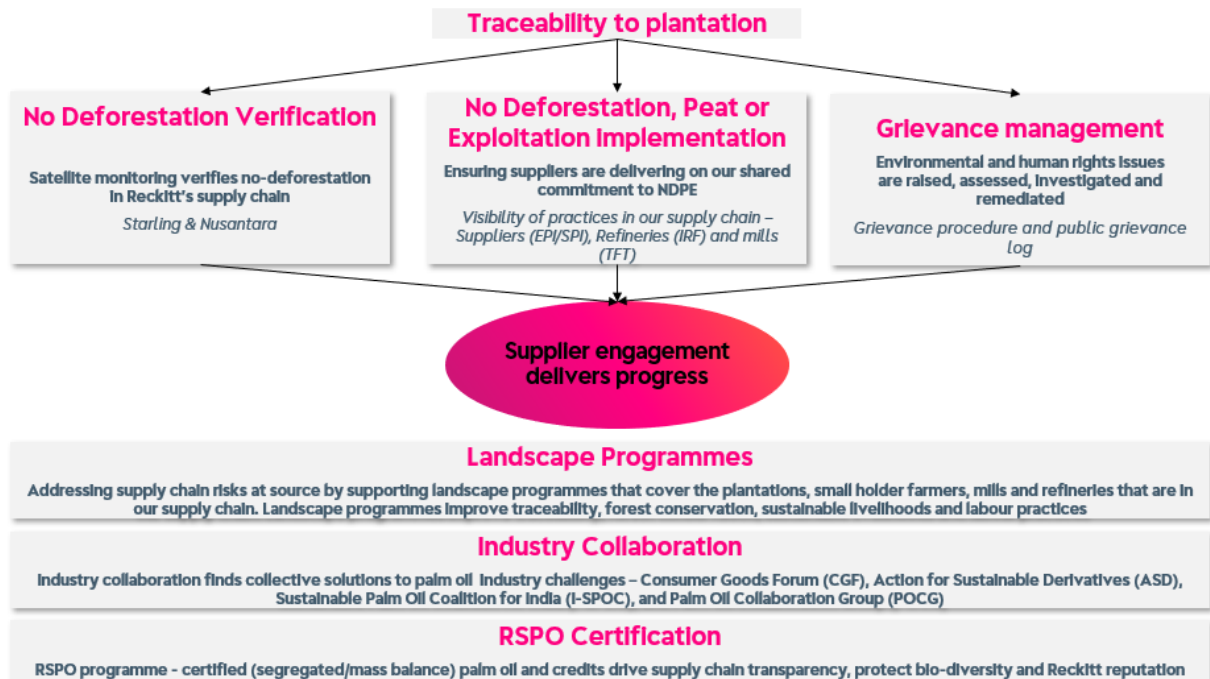 Traceability to plantation
No Deforestation Verification
Satellite monitoring verifies no-deforestation
in Reckitt's supply chain
Starling & Nusantara
No Deforestation, Peat or
Exploitation Implementation
Ensuring suppliers are delivering on our shared
commitment to NDPE
Visibility of practices in our supply chain –
Suppliers (EPI/SPI), Refineries (IRF) and mills
(TFT)
Grievance management
Environmental and human rights issues
are raised, assessed, investigated and
remediated
Grievance procedure and public grievance
log
Supplier engagement
delivers progress
Landscape Programmes
Addressing supply chain risks at source by supporting landscape programmes that cover the plantations, small holder farmers, mills and refineries that are in
our supply chain. Landscape programmes improve traceability, forest conservation, sustainable livelihoods and labour practices
Industry Collaboration
Industry collaboration finds collective solutions to palm oil industry challenges – Consumer Goods Forum (CGF), Action for Sustainable Derivatives (ASD),
Sustainable Palm Oil Coalition for India (I-SPOC), and Palm Oil Collaboration Group (POCG)
RSPO Certification
RSPO programme - certified (segregated/mass balance) palm oil and credits drive supply chain transparency, protect bio-diversity and Reckitt reputation